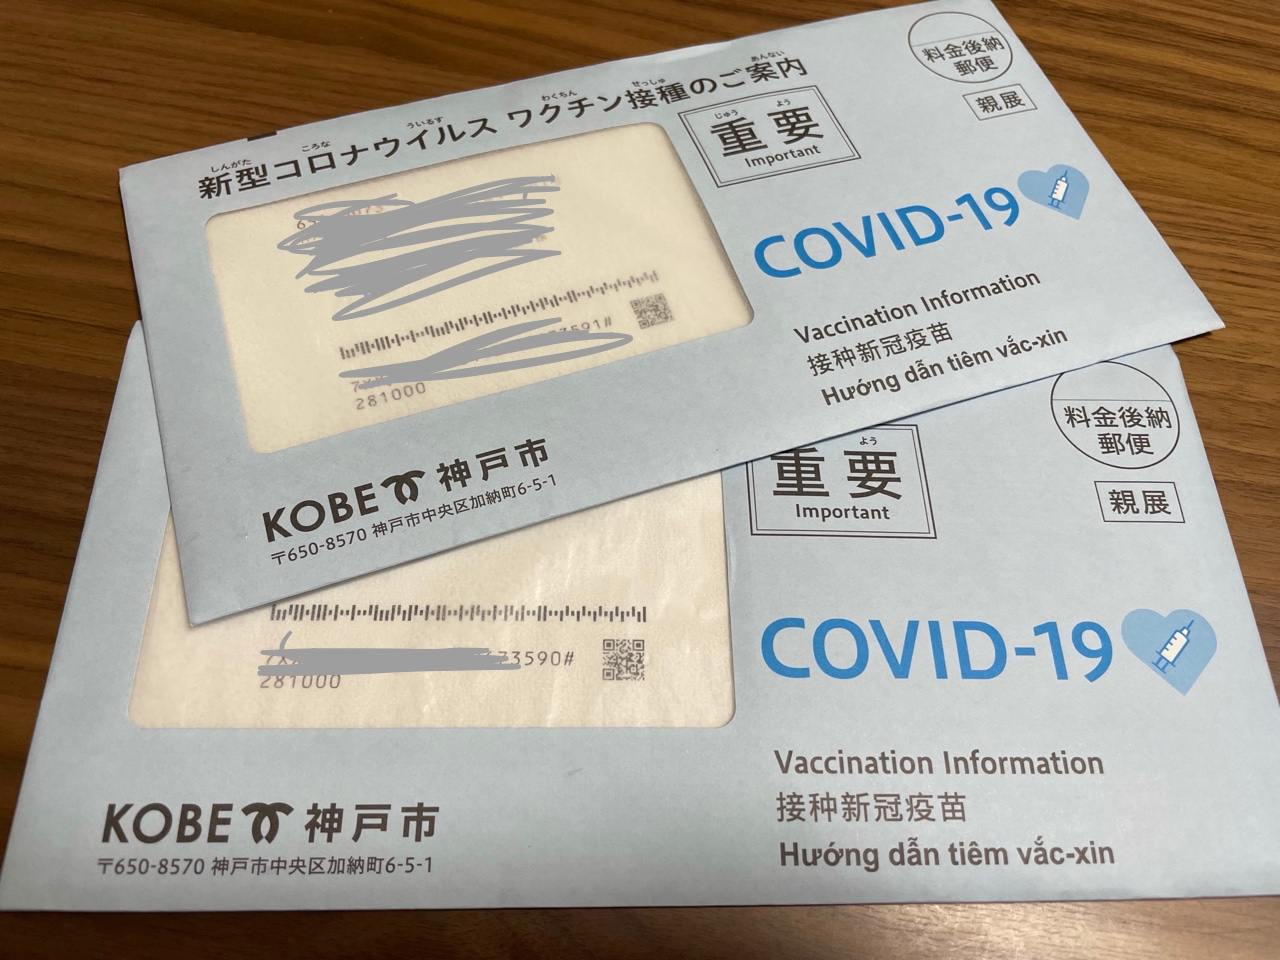 しんがた ころな ういるす わくちん せっしゅ あんない
新型コロナウイルス ワクチン接種のご案内
料金後納
郵便
親展
じゅう よう
重要
Important
COVID-19
Vaccination Information
接种新冠疫苗
Hướng dẫn tiêm vắc-xin
281000
KOBE 神戸市
〒650-8570 神戸市中央区加納町6-5-1
料金後納
郵便
親展
よう
重要
Important
COVID-19
73590#
281000
Vaccination Information
接种新冠疫苗
Hướng dẫn tiêm vắc-xin
KOBE 神戸市
〒650-8570 神戸市中央区加納町6-5-1